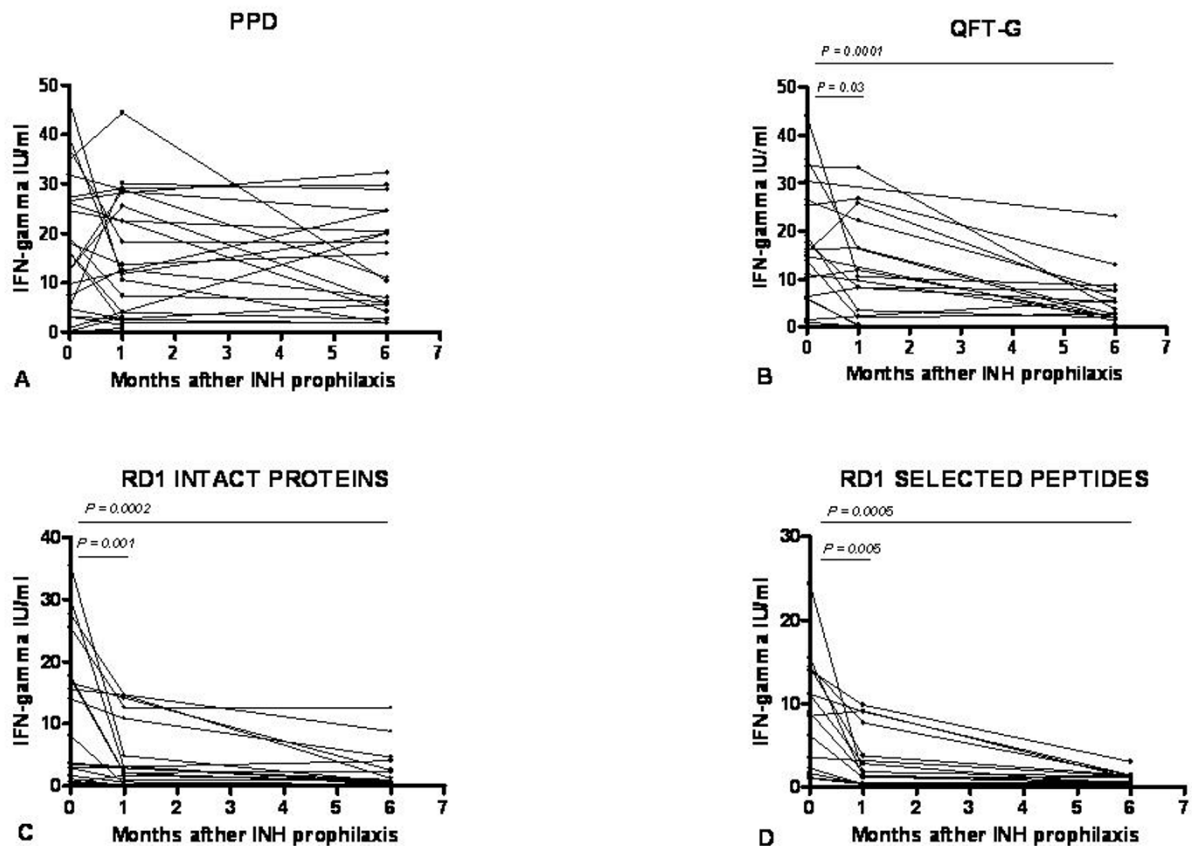 PPD
50
40
30
20
10
0
IFN-gamma IU/ml
0 1 2 3 4 5 6 7
Months afther INH prophilaxis
A
QFT-G
P = 0.0001
P = 0.03
50
40
30
20
10
0
IFN-gamma IU/ml
0 1 2 3 4 5 6 7
Months afther INH prophilaxis
B
RD1 INTACT PROTEINS
P = 0.0002
P = 0.001
40
30
20
10
0
IFN-gamma IU/ml
0 1 2 3 4 5 6 7
Months afther INH prophilaxis
C
RD1 SELECTED PEPTIDES
P = 0.0005
P = 0.005
30
20
10
0
IFN-gamma IU/ml
0 1 2 3 4 5 6 7
Months afther INH prophilaxis
D